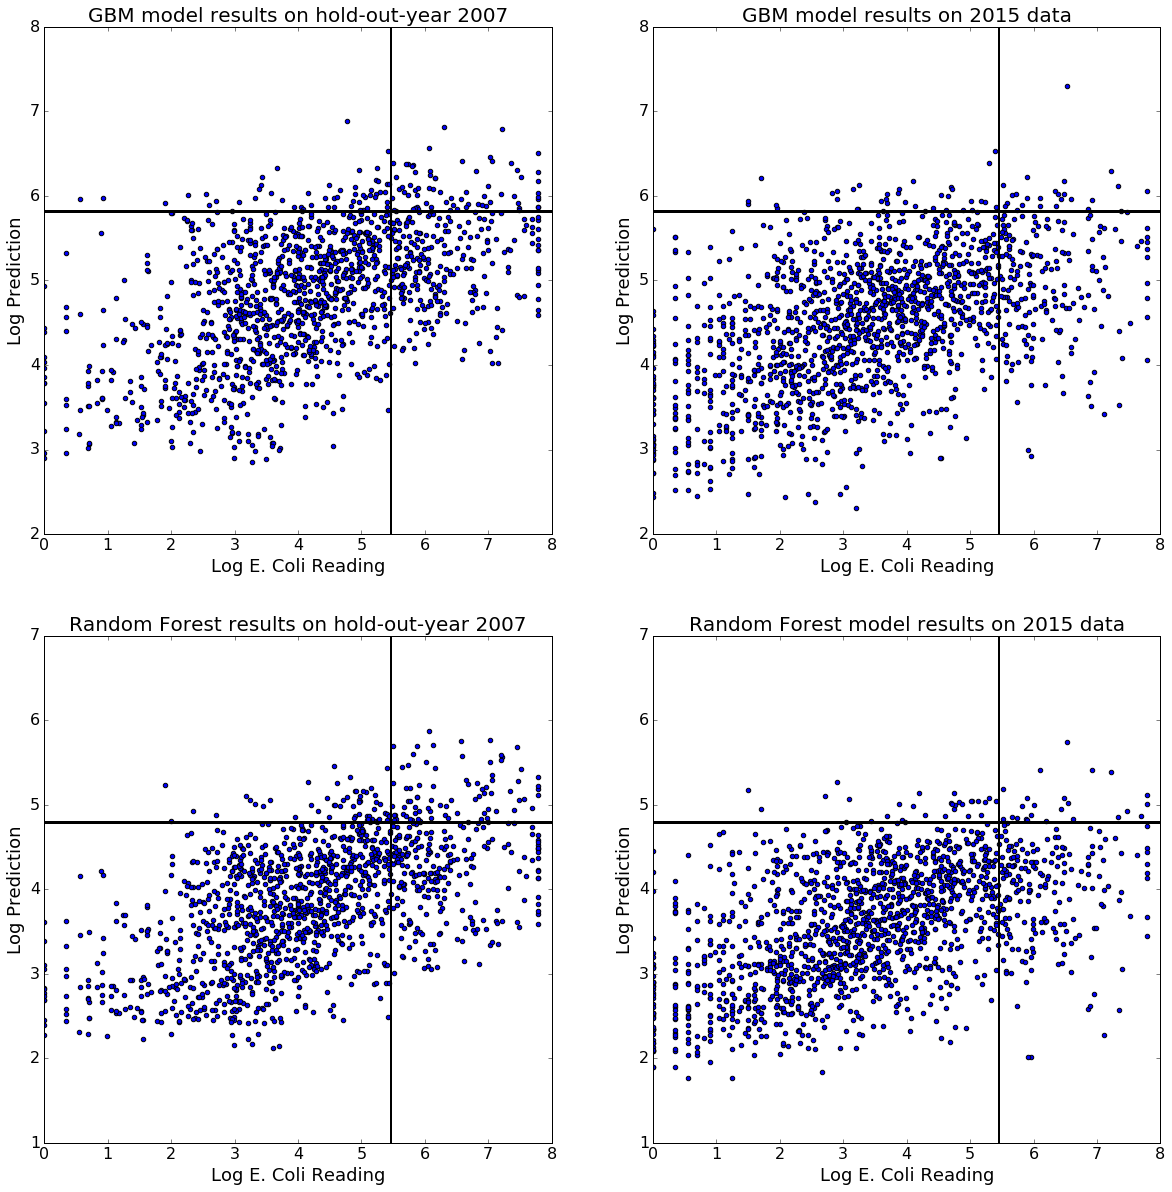 GBM model results on hold-out-year 2007
8
7
6
5
4
3
2
Log Prediction
0 1 2 3 4 5 6 7 8
Log E. Coli Reading
GBM model results on 2015 data
8
7
6
5
4
3
2
Log Prediction
0 1 2 3 4 5 6 7 8
Log E. Coli Reading
Random Forest results on hold-out-year 2007
7
6
5
4
3
2
1
Log Prediction
0 1 2 3 4 5 6 7 8
Log E. Coli Reading
Random Forest model results on 2015 data
7
6
5
4
3
2
1
Log Prediction
0 1 2 3 4 5 6 7 8
Log E. Coli Reading